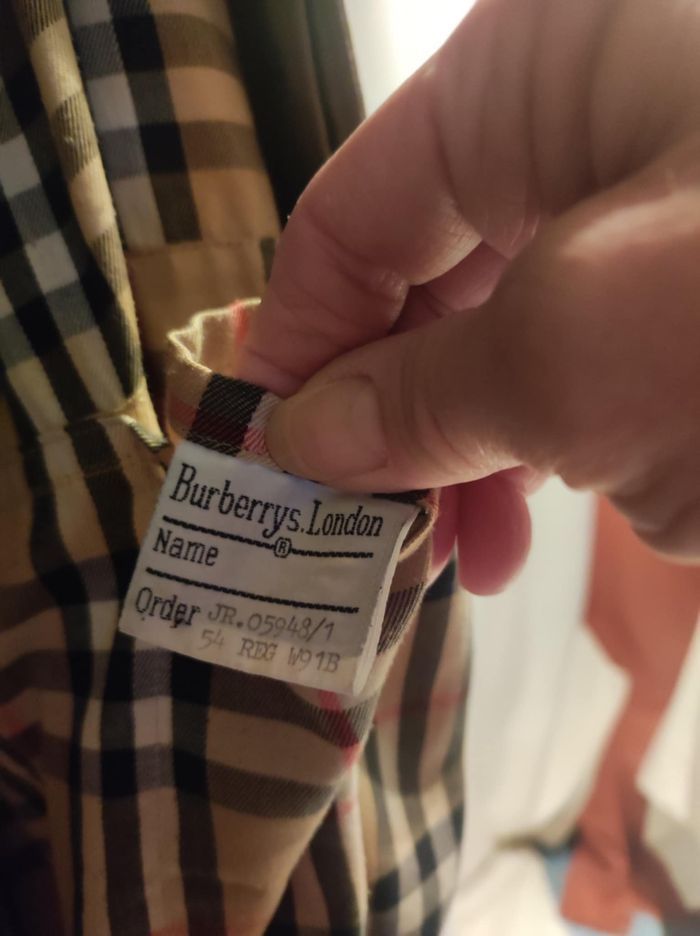 Burberrys.London
®
Name
Order JR.05948/1
54 REG W91B